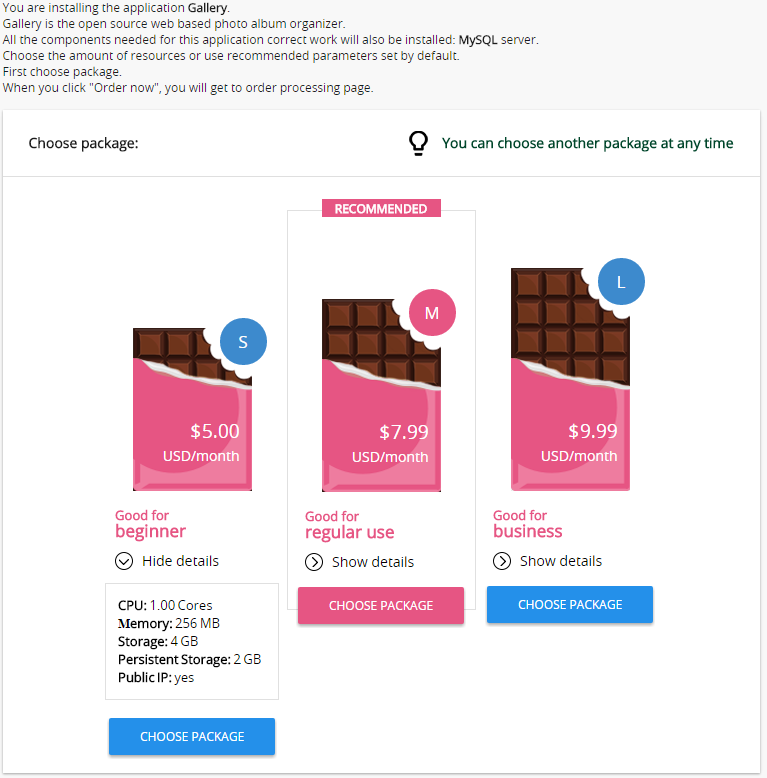 You are installing the application Gallery.
Gallery is the open source web based photo album organizer.
All the components needed for this application correct work will also be installed: MySQL server.
Choose the amount of resources or use recommended parameters set by default.
First choose package.
When you click "Order now", you will get to order processing page.
Choose package:
You can choose another package at any time
S
$5.00
USD/month
Good for
beginner
Hide details
CPU: 1.00 Cores
Memory: 256 MB
Storage: 4 GB
Persistent Storage: 2 GB
Public IP: yes
CHOOSE PACKAGE
RECOMMENDED
M
$7.99
USD/month
Good for
regular use
Show details
CHOOSE PACKAGE
L
$9.99
USD/month
Good for
business
Show details
CHOOSE PACKAGE